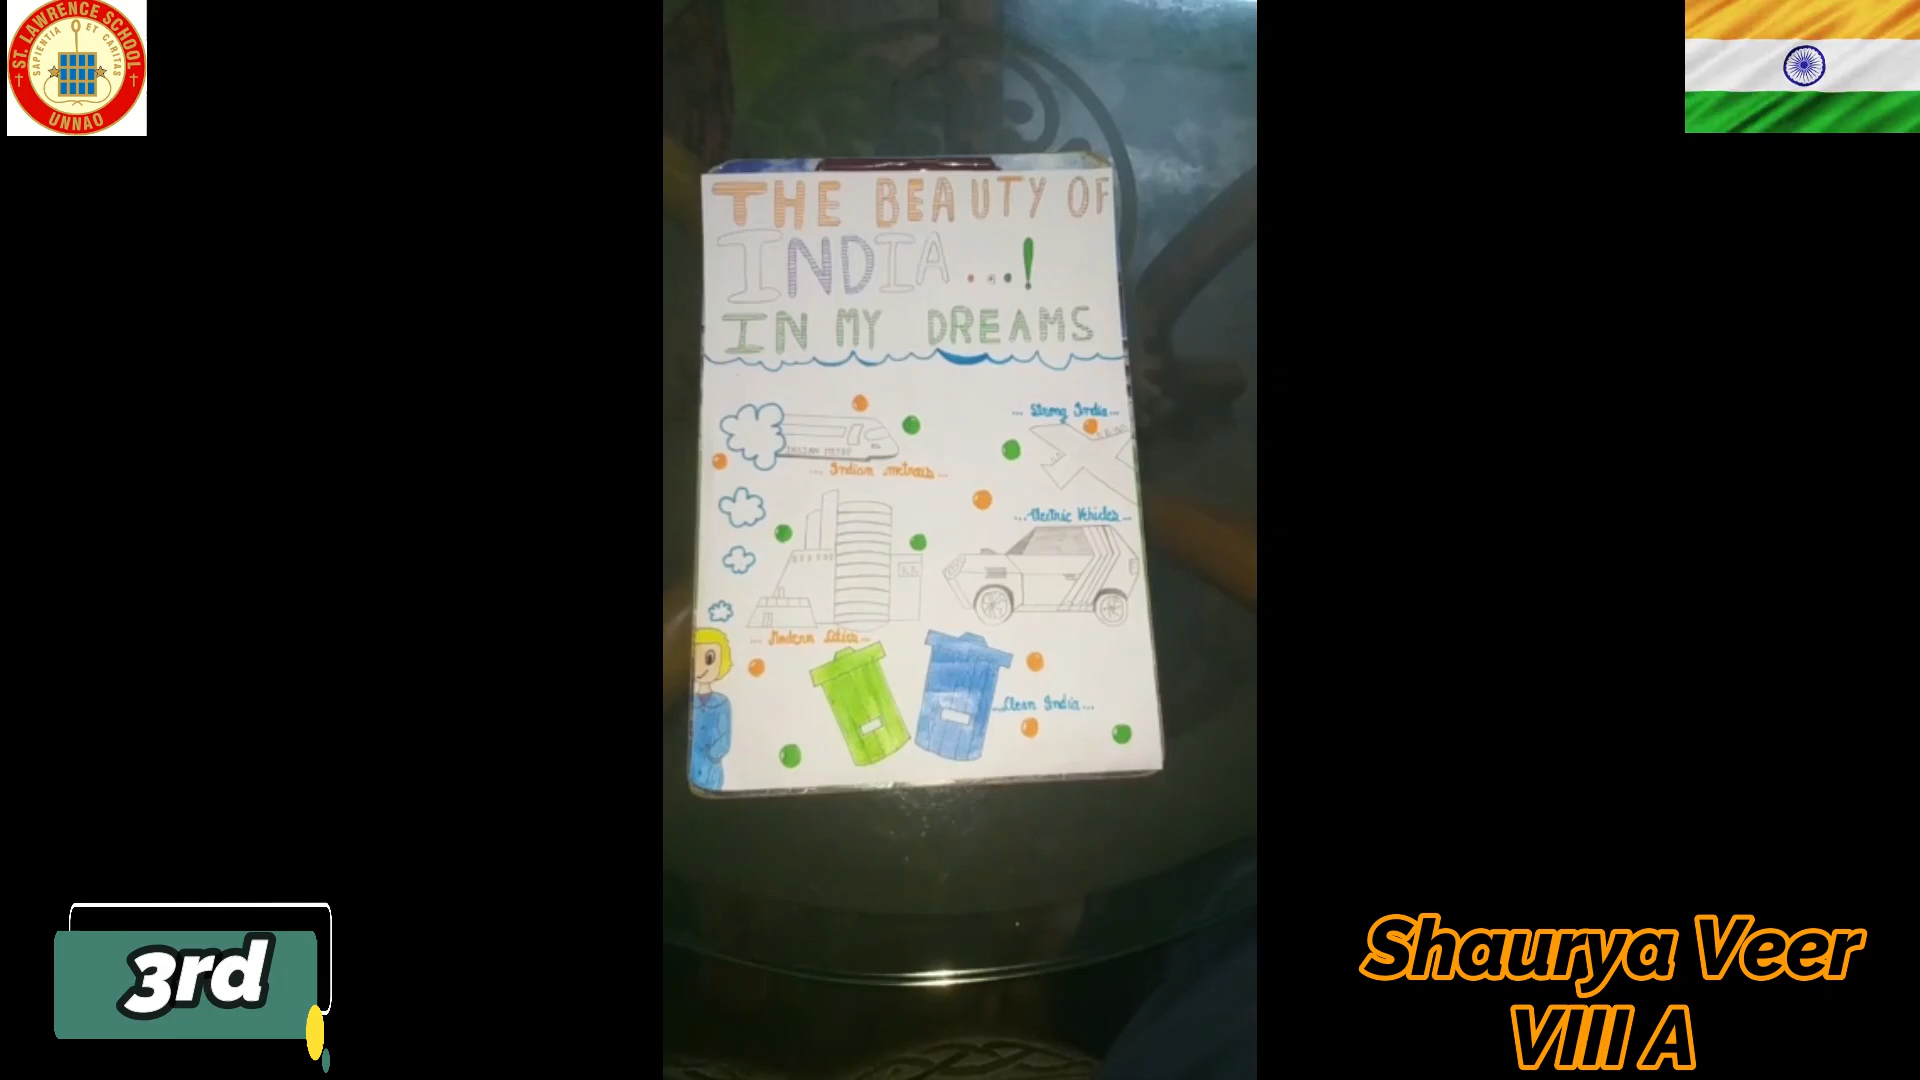 ST. LAWRENCE SCHOOL
SAPIENTIA ET CARITAS
UNNAO
THE BEAUTY OF
INDIA...!
IN MY DREAMS
... Strong India...
INDIAN METRO
... Indian metros ...
...Electric Vehicles...
... Modern Cities...
...Clean India...
3rd
Shaurya Veer
VIII A